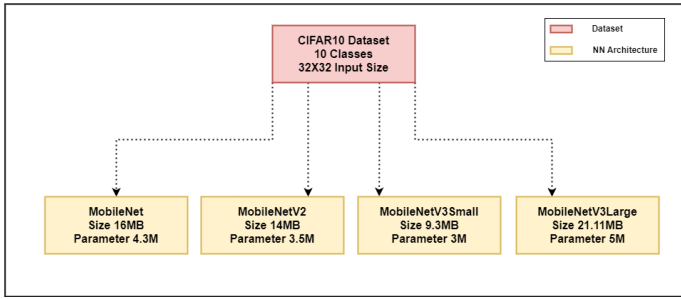 CIFAR10 Dataset
10 Classes
32X32 Input Size
Dataset
NN Architecture
MobileNet
Size 16MB
Parameter 4.3M
MobileNetV2
Size 14MB
Parameter 3.5M
MobileNetV3Small
Size 9.3MB
Parameter 3M
MobileNetV3Large
Size 21.11MB
Parameter 5M